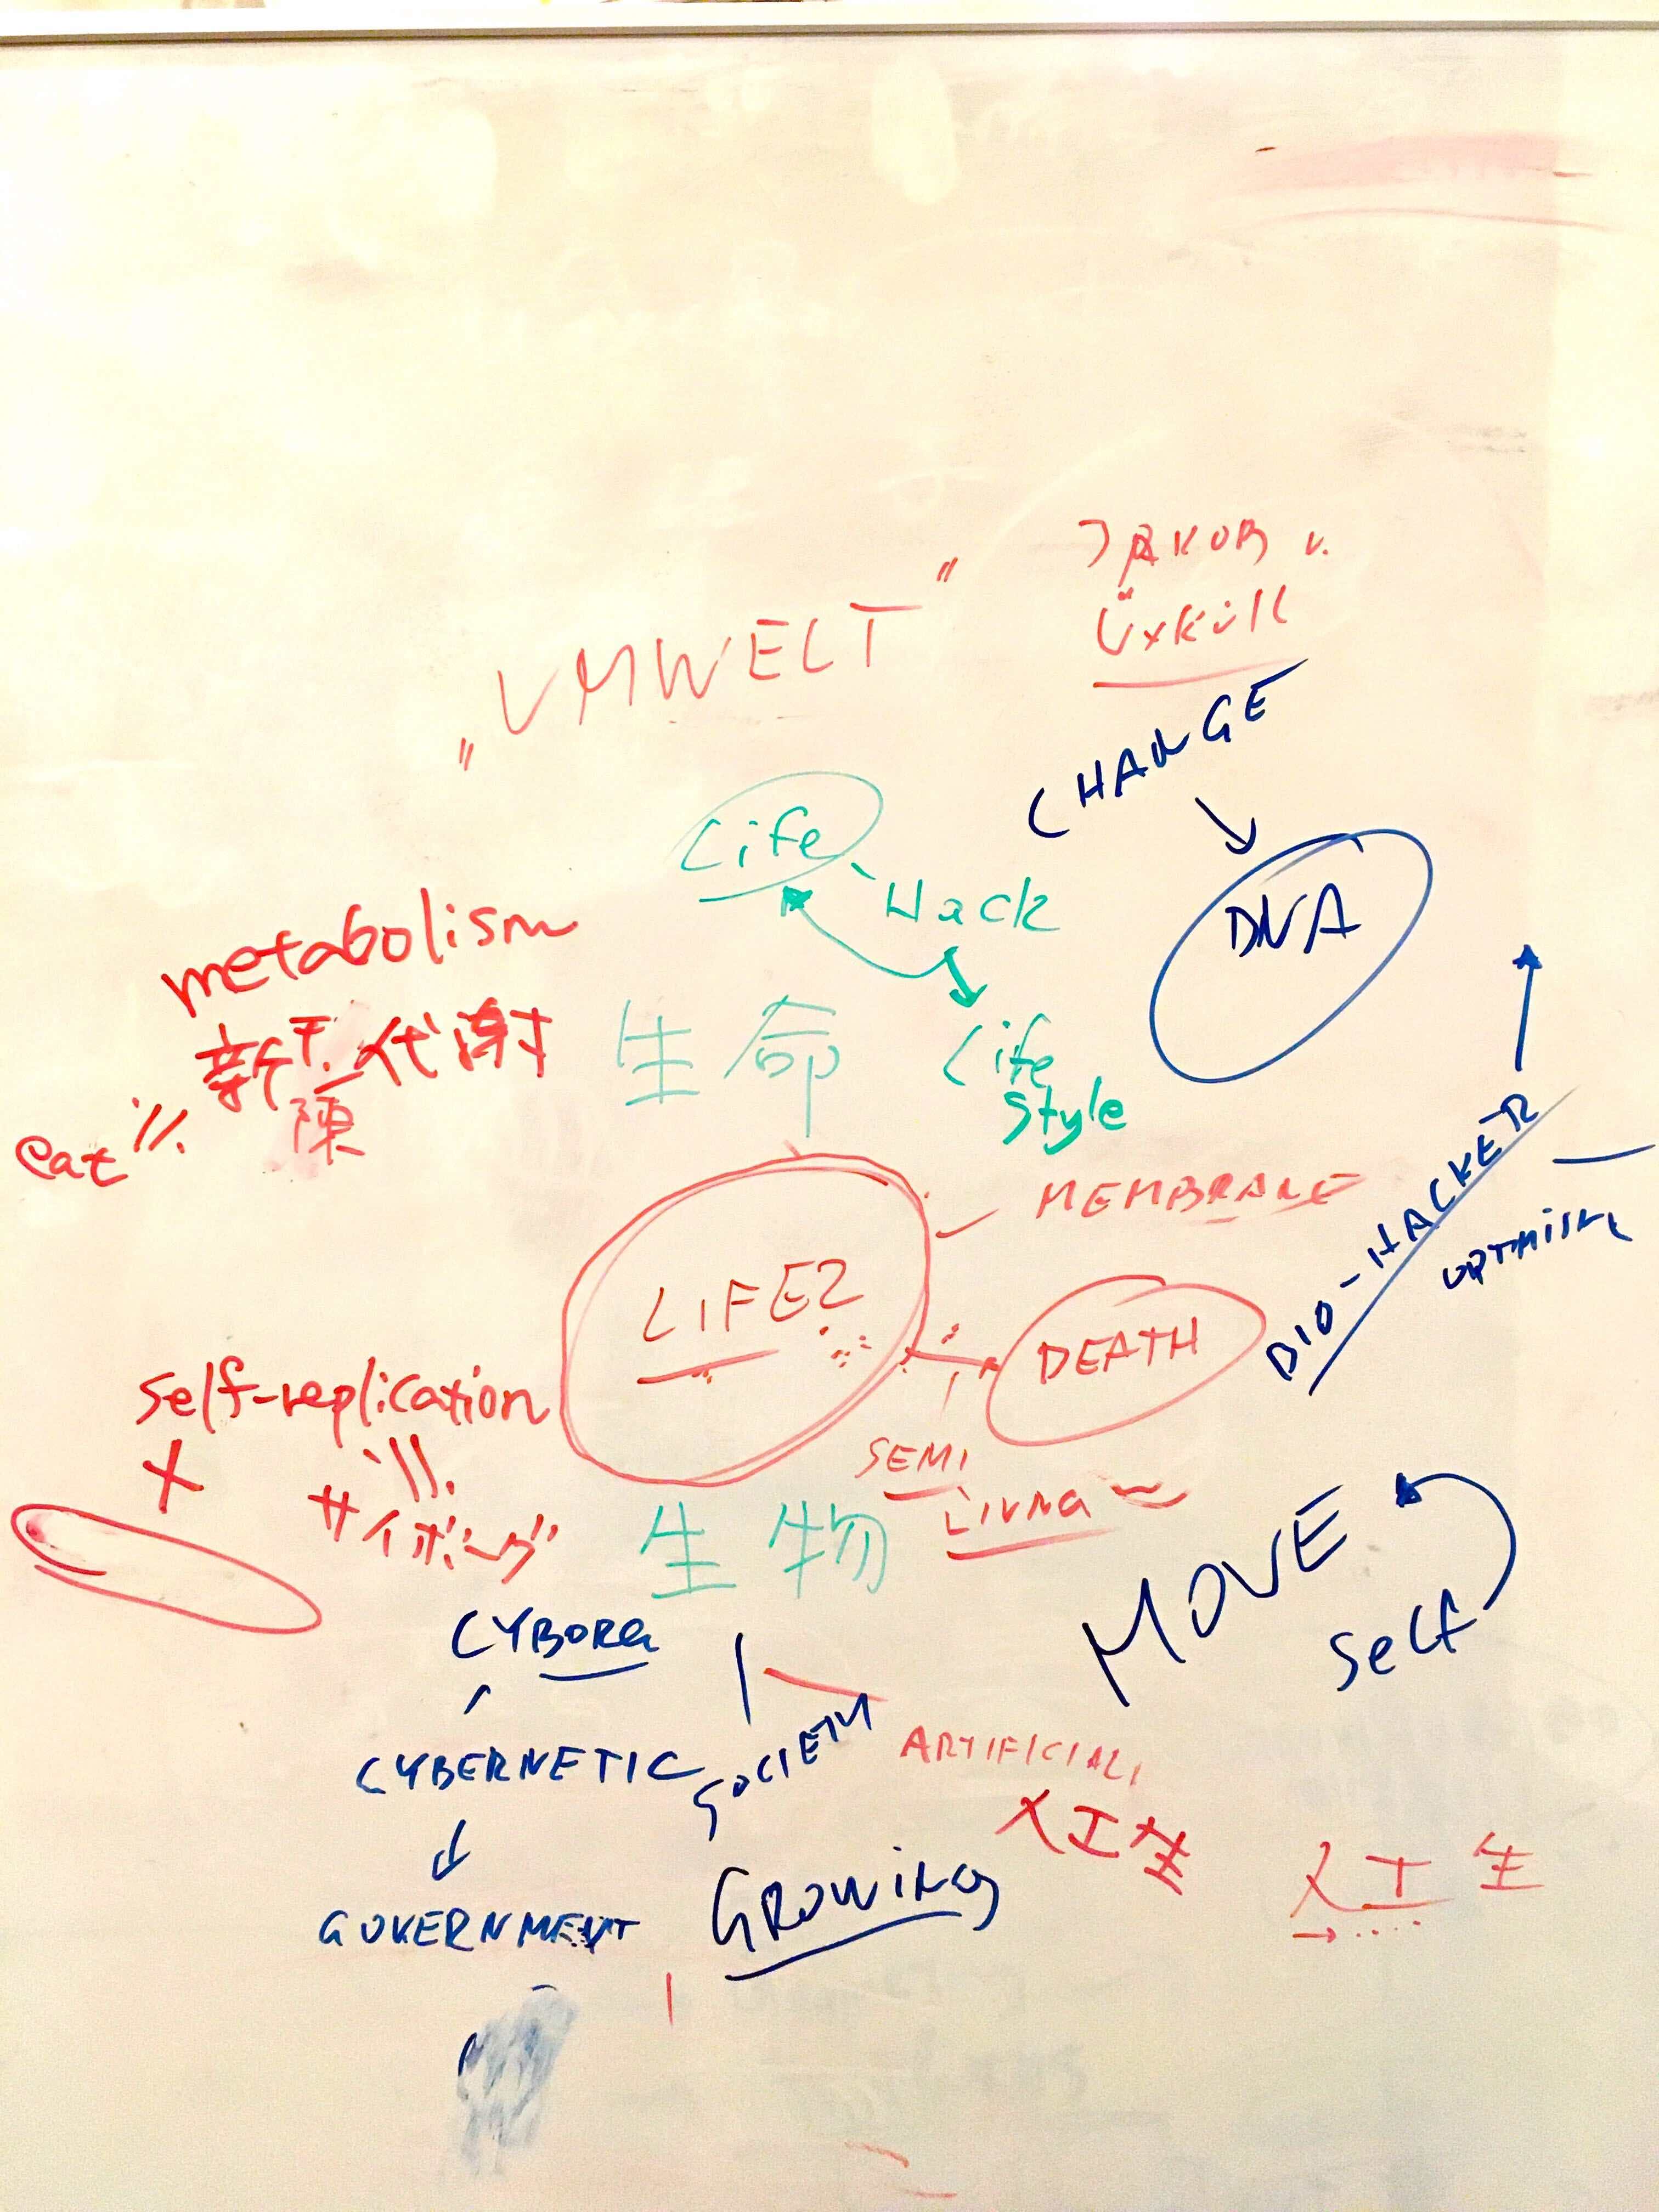 JAKOB v.
ÜXKÜLL
„UMWELT"
CHANGE
Life
Hack
DNA
metabolism
新陳代謝
生命
Life
Style
eat
BIO-HACKER
MEMBRANE
LIFE?
DEATH
self-replication
サイボーグ
SEMI
LIVING
生物
MOVE
self
CYBORG
CYBERNETIC
SOCIETY
ARTIFICIAL
人工生
人工生
GOVERNMENT
GROWING